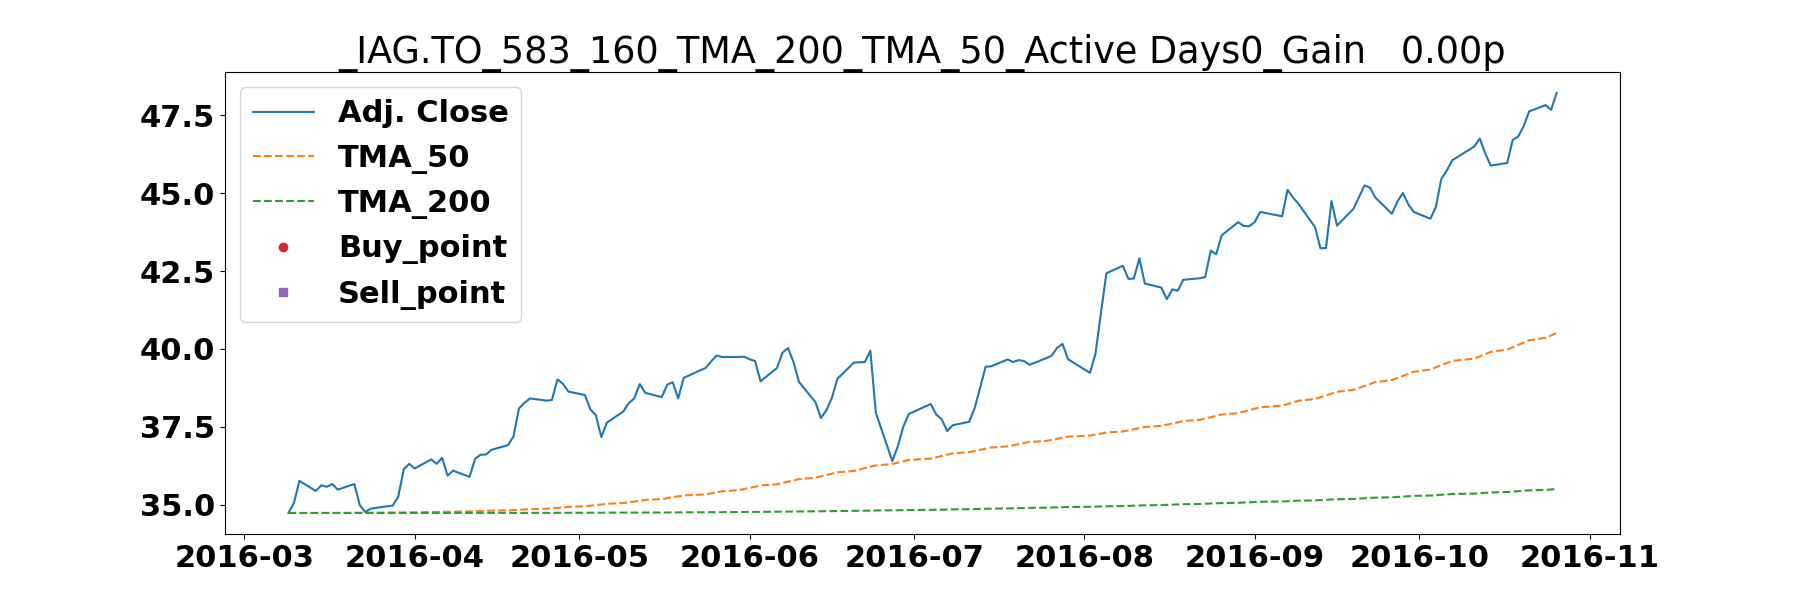 _IAG.TO_583_160_TMA_200_TMA_50_Active Days0_Gain   0.00p
Adj. Close
TMA_50
TMA_200
Buy_point
Sell_point
47.5
45.0
42.5
40.0
37.5
35.0
2016-03 2016-04 2016-05 2016-06 2016-07 2016-08 2016-09 2016-10 2016-11